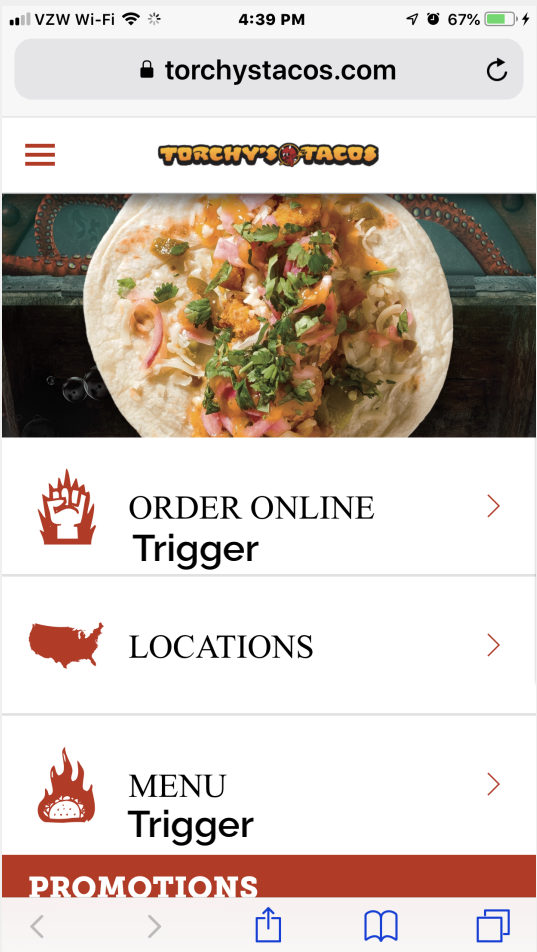 VZW Wi-Fi 4:39 PM 67%
torchystacos.com
TORCHY'S TACOS
ORDER ONLINE
Trigger
LOCATIONS
MENU
Trigger
PROMOTIONS